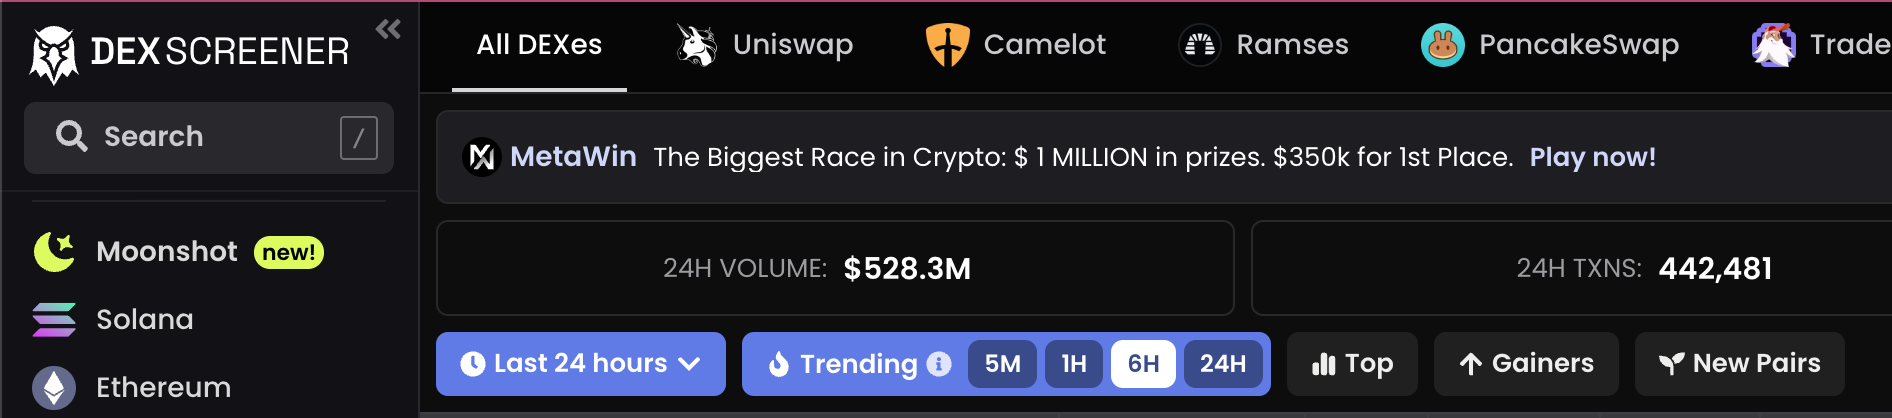 DEX SCREENER
Search /
Moonshot new!
Solana
Ethereum
All DEXes Uniswap Camelot Ramses PancakeSwap Trade
MetaWin The Biggest Race in Crypto: $ 1 MILLION in prizes. $350k for 1st Place. Play now!
24H VOLUME: $528.3M 24H TXNS: 442,481
Last 24 hours Trending 5M 1H 6H 24H Top Gainers New Pairs